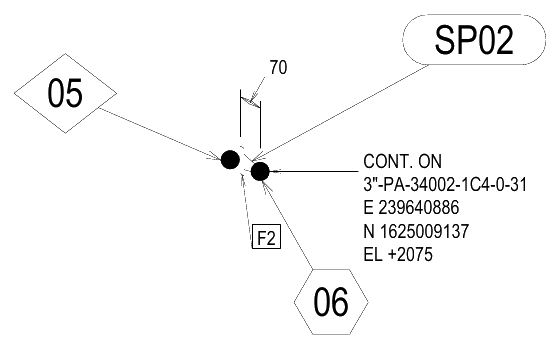 SP02
70
05
CONT. ON
3"-PA-34002-1C4-0-31
E 239640886
N 1625009137
EL +2075
F2
06